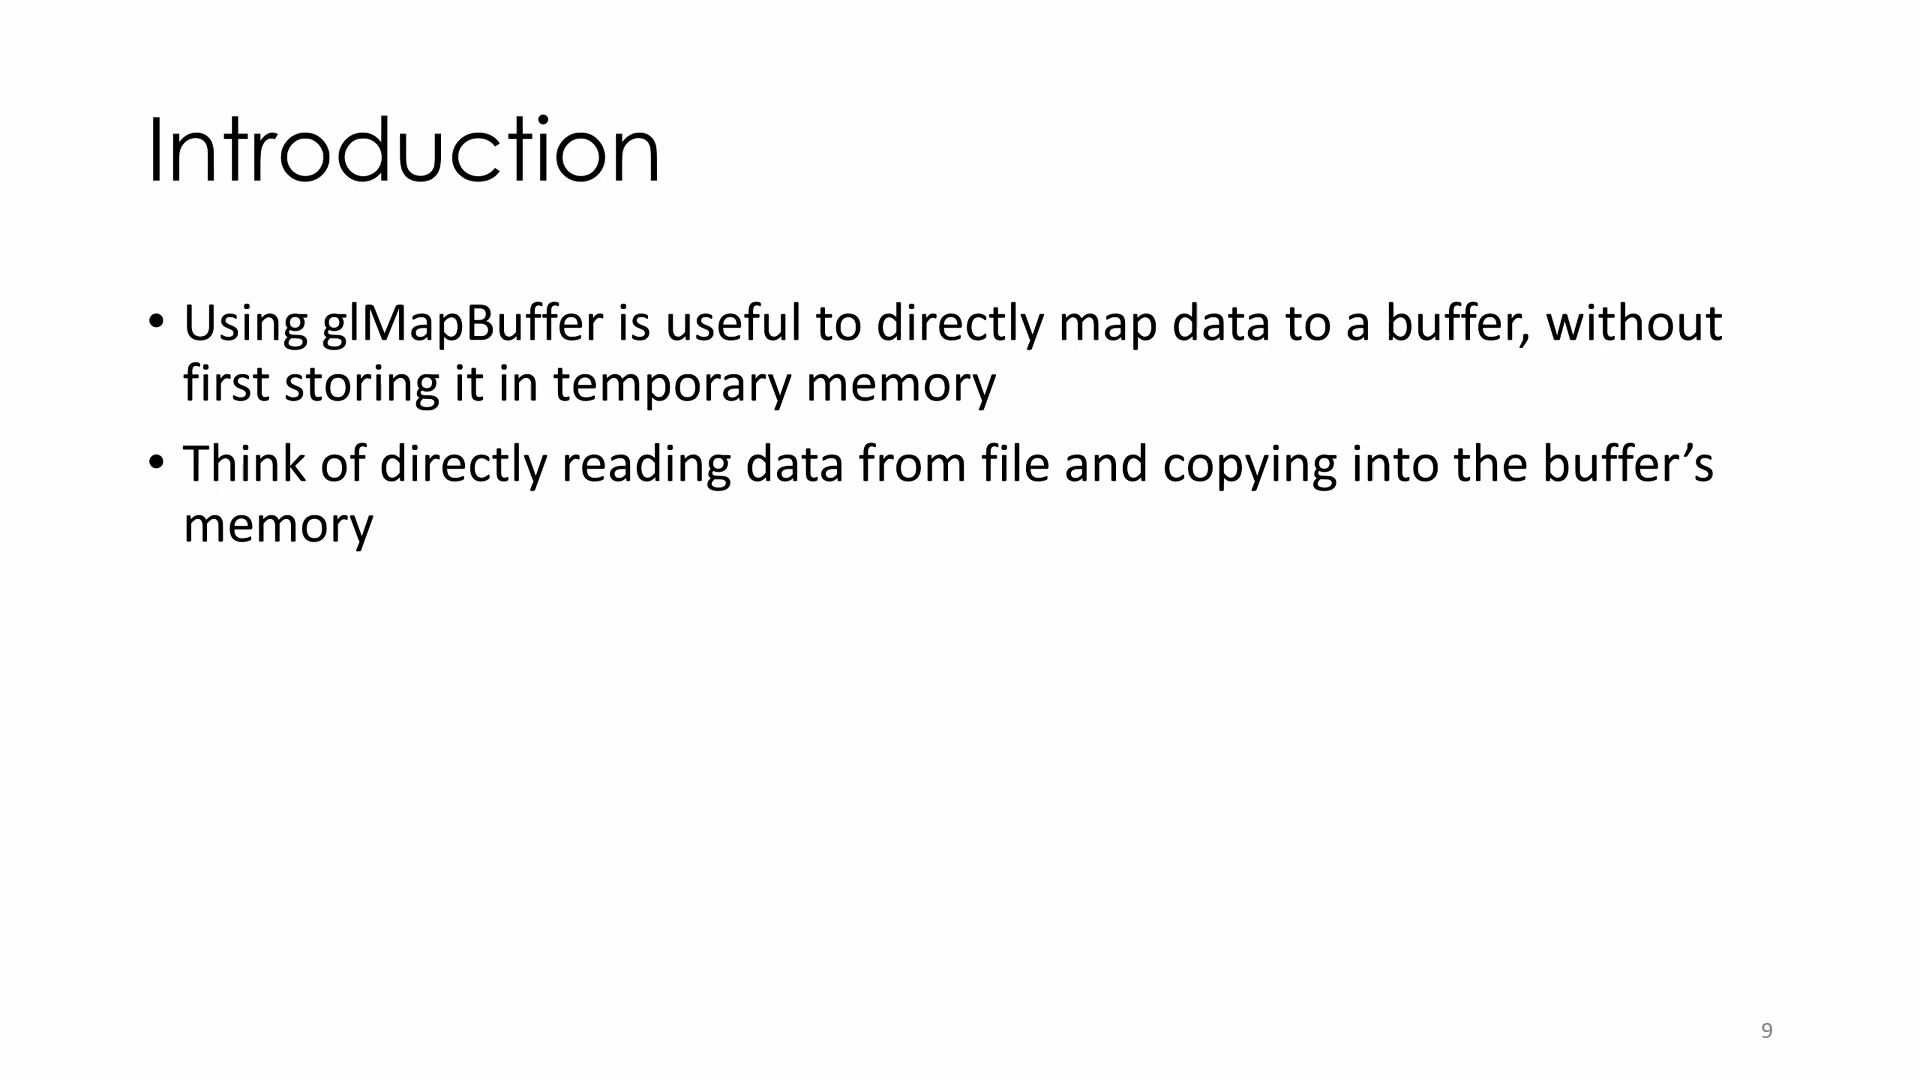 Introduction
• Using glMapBuffer is useful to directly map data to a buffer, without
first storing it in temporary memory
• Think of directly reading data from file and copying into the buffer’s
memory
9